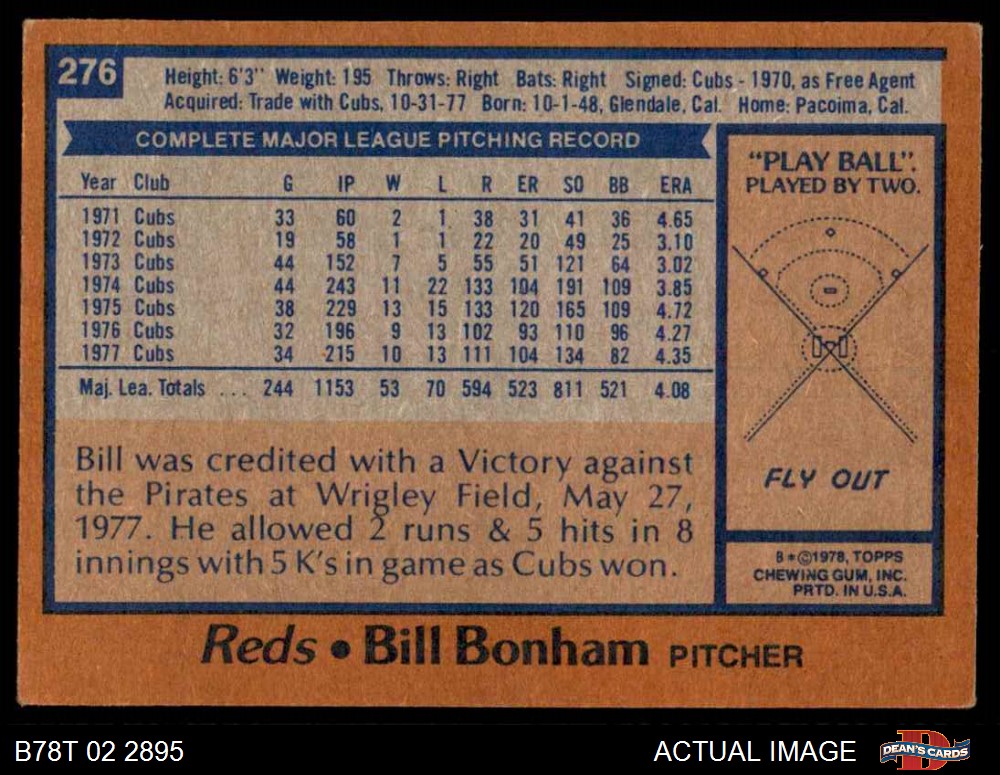 276
Height: 6'3" Weight: 195 Throws: Right Bats: Right Signed: Cubs - 1970, as Free Agent
Acquired: Trade with Cubs, 10-31-77 Born: 10-1-48, Glendale, Cal. Home: Pacoima, Cal.
COMPLETE MAJOR LEAGUE PITCHING RECORD
Year Club G IP W L R ER SO BB ERA
1971 Cubs 33 60 2 1 38 31 41 36 4.65
1972 Cubs 19 58 1 1 22 20 49 25 3.10
1973 Cubs 44 152 7 5 55 51 121 64 3.02
1974 Cubs 44 243 11 22 133 104 191 109 3.85
1975 Cubs 38 229 13 15 133 120 165 109 4.72
1976 Cubs 32 196 9 13 102 93 110 96 4.27
1977 Cubs 34 215 10 13 111 104 134 82 4.35
Maj. Lea. Totals ... 244 1153 53 70 594 523 811 521 4.08
Bill was credited with a Victory against
the Pirates at Wrigley Field, May 27,
1977. He allowed 2 runs & 5 hits in 8
innings with 5 K's in game as Cubs won.
"PLAY BALL".
PLAYED BY TWO.
FLY OUT
B*©1978, TOPPS
CHEWING GUM, INC.
PRTD. IN U.S.A.
Reds • Bill Bonham PITCHER
B78T 02 2895
ACTUAL IMAGE
DEAN'S CARDS